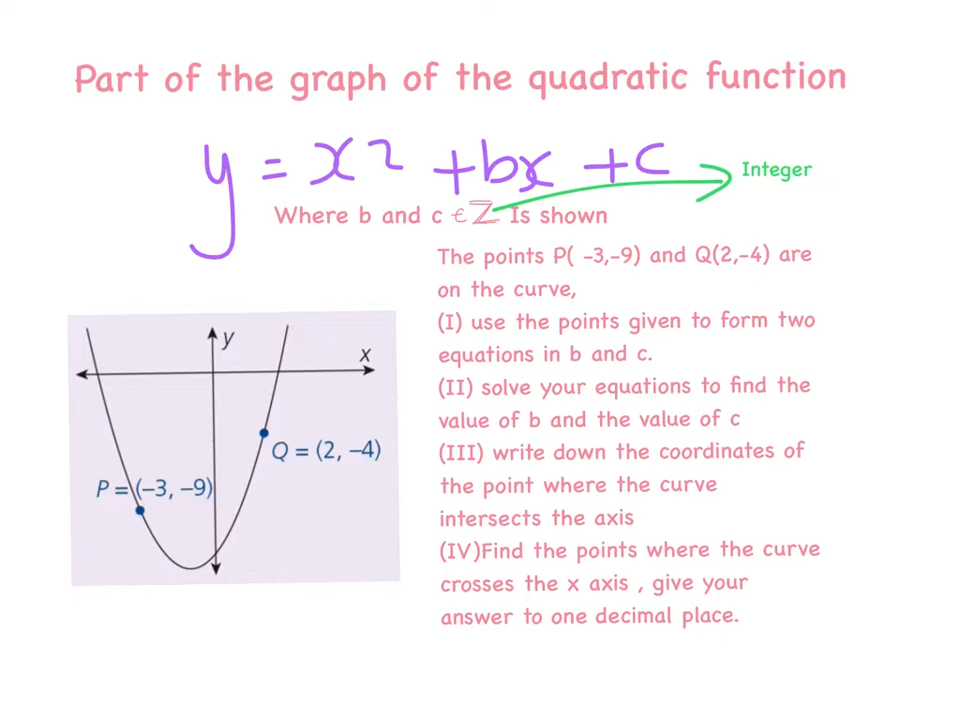 Part of the graph of the quadratic function
y = x² + bx + c
Integer
Where b and c ∈ ℤ Is shown
The points P( -3,-9) and Q(2,-4) are
on the curve,
(I) use the points given to form two
equations in b and c.
(II) solve your equations to find the
value of b and the value of c
(III) write down the coordinates of
the point where the curve
intersects the axis
(IV)Find the points where the curve
crosses the x axis , give your
answer to one decimal place.
y
x
Q = (2, −4)
P = (−3, −9)